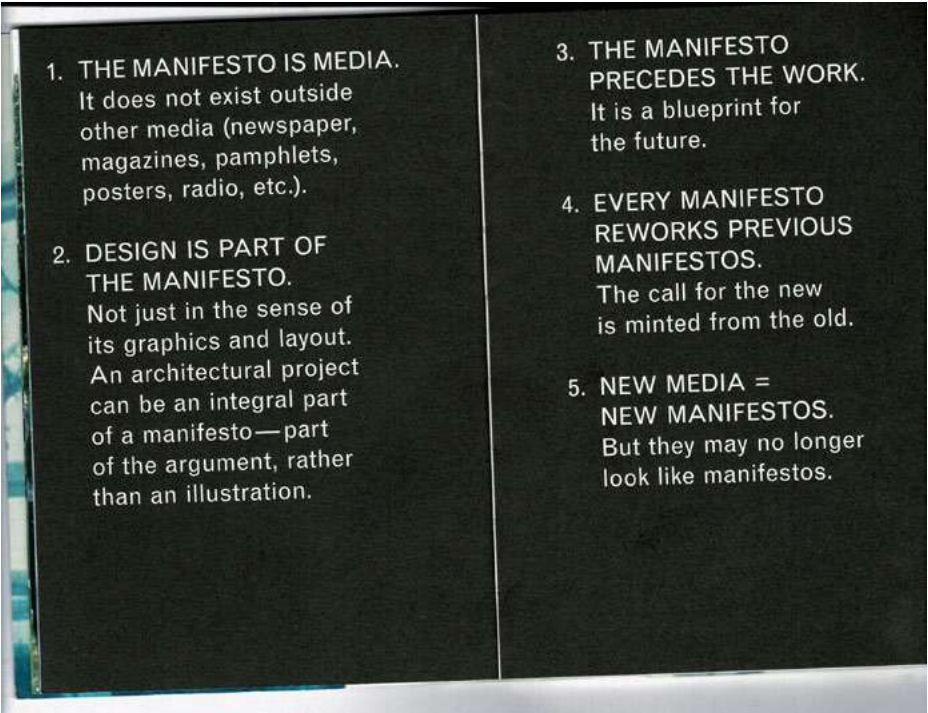 1. THE MANIFESTO IS MEDIA.
It does not exist outside
other media (newspaper,
magazines, pamphlets,
posters, radio, etc.).
2. DESIGN IS PART OF
THE MANIFESTO.
Not just in the sense of
its graphics and layout.
An architectural project
can be an integral part
of a manifesto—part
of the argument, rather
than an illustration.
3. THE MANIFESTO
PRECEDES THE WORK.
It is a blueprint for
the future.
4. EVERY MANIFESTO
REWORKS PREVIOUS
MANIFESTOS.
The call for the new
is minted from the old.
5. NEW MEDIA =
NEW MANIFESTOS.
But they may no longer
look like manifestos.